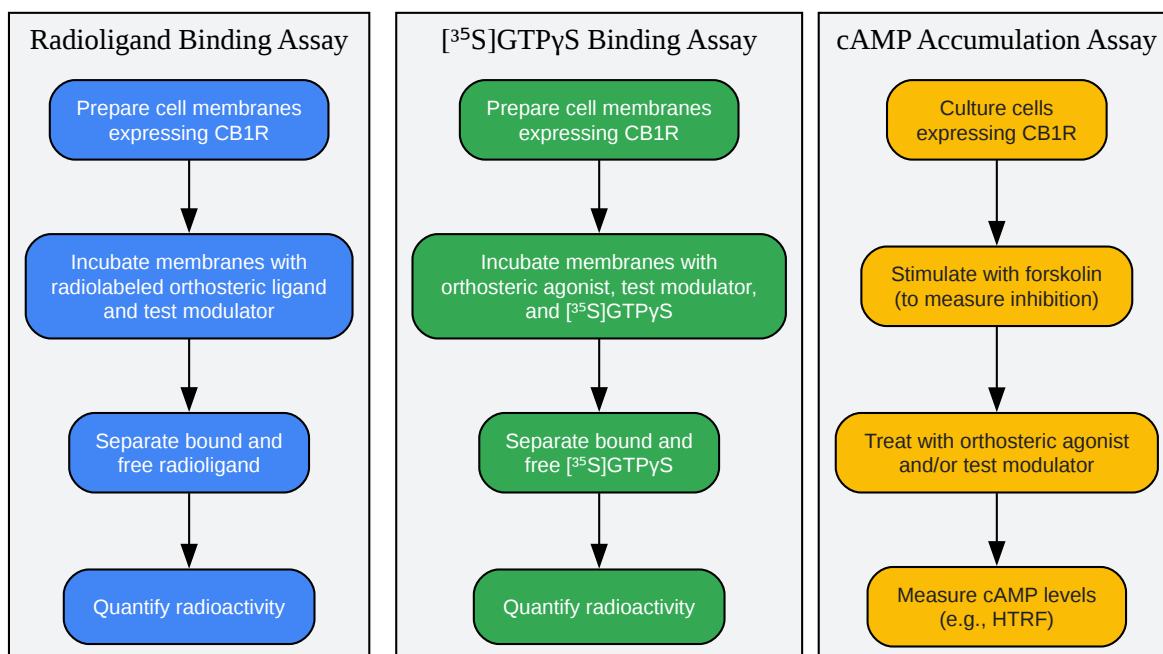 Radioligand Binding Assay
Prepare cell membranes
expressing CB1R
Incubate membranes with
radiolabeled orthosteric ligand
and test modulator
Separate bound and
free radioligand
Quantify radioactivity
[³⁵S]GTPγS Binding Assay
Prepare cell membranes
expressing CB1R
Incubate membranes with
orthosteric agonist, test modulator,
and [³⁵S]GTPγS
Separate bound and
free [³⁵S]GTPγS
Quantify radioactivity
cAMP Accumulation Assay
Culture cells
expressing CB1R
Stimulate with forskolin
(to measure inhibition)
Treat with orthosteric agonist
and/or test modulator
Measure cAMP levels
(e.g., HTRF)